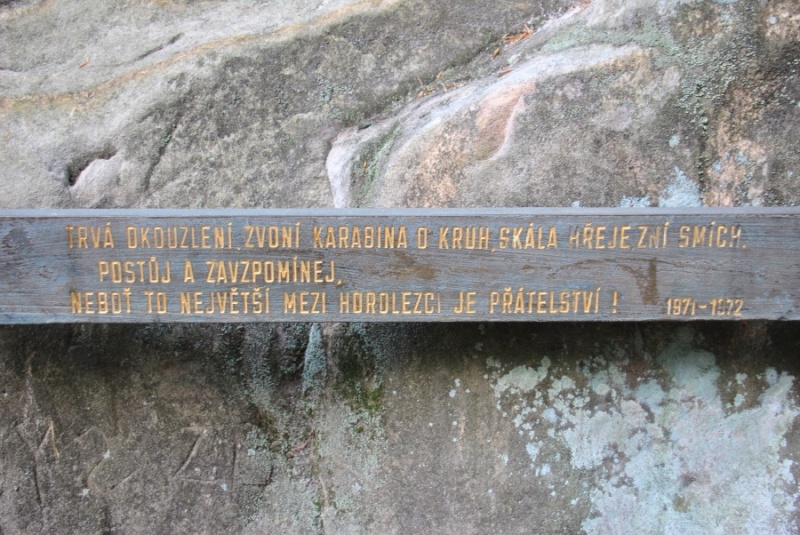 TRVÁ OKOUZLENÍ, ZVONÍ KARABINA O KRUH, SKÁLA HŘEJE, ZNÍ SMÍCH.
POSTŮJ A ZAVZPOMÍNEJ,
NEBOŤ TO NEJVĚTŠÍ MEZI HOROLEZCI JE PŘÁTELSTVÍ! 1971-1972